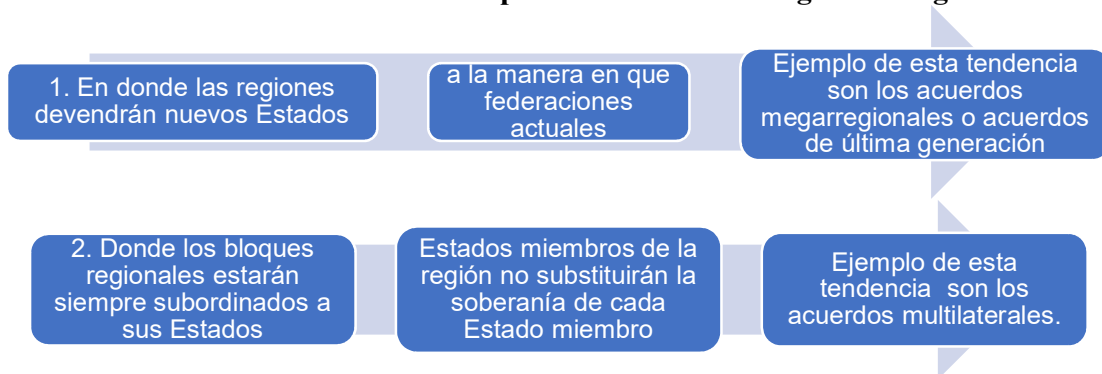 1. En donde las regiones
devendrán nuevos Estados
a la manera en que
federaciones
actuales
Ejemplo de esta tendencia
son los acuerdos
megarregionales o acuerdos
de última generación
2. Donde los bloques
regionales estarán
siempre subordinados a
sus Estados
Estados miembros de la
región no substituirán la
soberanía de cada
Estado miembro
Ejemplo de esta
tendencia son los
acuerdos multilaterales.